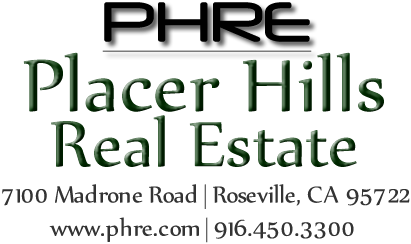 PHRE
Placer Hills
Real Estate
7100 Madrone Road | Roseville, CA 95722
www.phre.com | 916.450.3300